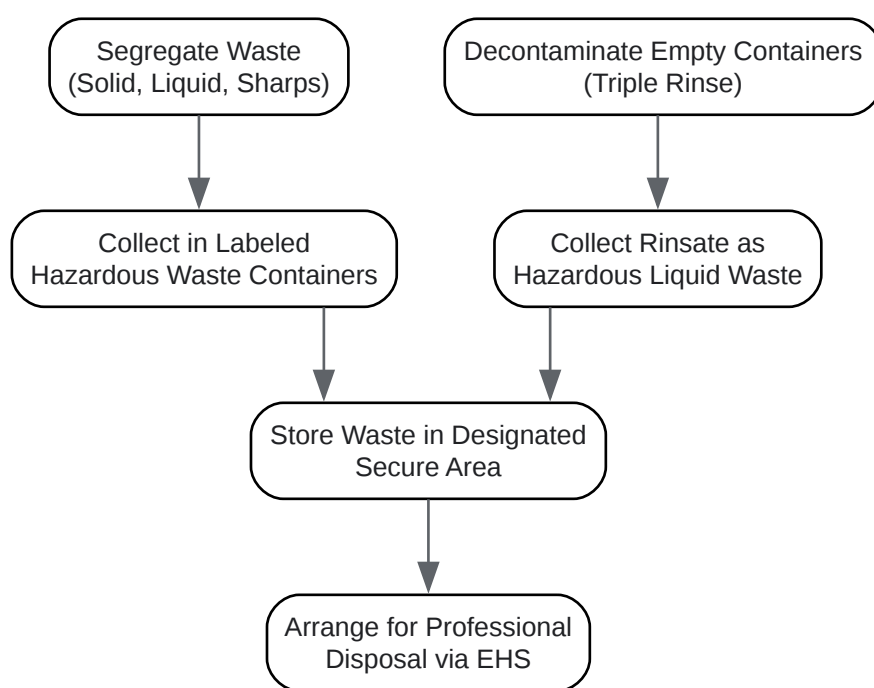 Segregate Waste
(Solid, Liquid, Sharps)
Decontaminate Empty Containers
(Triple Rinse)
Collect in Labeled
Hazardous Waste Containers
Collect Rinsate as
Hazardous Liquid Waste
Store Waste in Designated
Secure Area
Arrange for Professional
Disposal via EHS